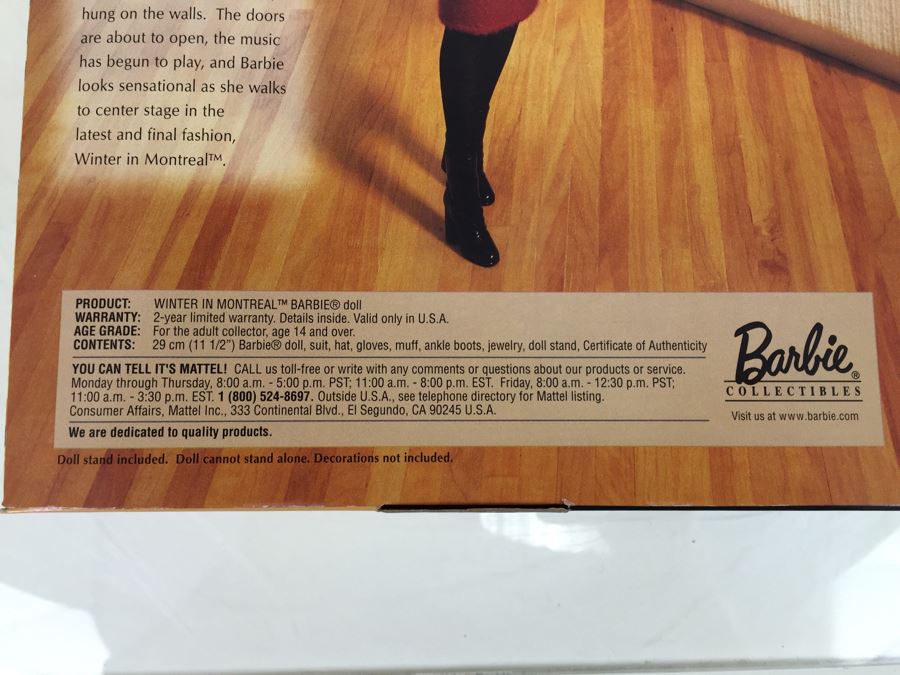 hung on the walls. The doors
are about to open, the music
has begun to play, and Barbie
looks sensational as she walks
to center stage in the
latest and final fashion,
Winter in Montreal™.
PRODUCT: WINTER IN MONTREAL™ BARBIE® doll
WARRANTY: 2-year limited warranty. Details inside. Valid only in U.S.A.
AGE GRADE: For the adult collector, age 14 and over.
CONTENTS: 29 cm (11 1/2") Barbie® doll, suit, hat, gloves, muff, ankle boots, jewelry, doll stand, Certificate of Authenticity
YOU CAN TELL IT'S MATTEL! CALL us toll-free or write with any comments or questions about our products or service.
Monday through Thursday, 8:00 a.m. - 5:00 p.m. PST; 11:00 a.m. - 8:00 p.m. EST. Friday, 8:00 a.m. - 12:30 p.m. PST;
11:00 a.m. - 3:30 p.m. EST. 1 (800) 524-8697. Outside U.S.A., see telephone directory for Mattel listing.
Consumer Affairs, Mattel Inc., 333 Continental Blvd., El Segundo, CA 90245 U.S.A.
We are dedicated to quality products.
Barbie®
COLLECTIBLES
Visit us at www.barbie.com
Doll stand included. Doll cannot stand alone. Decorations not included.